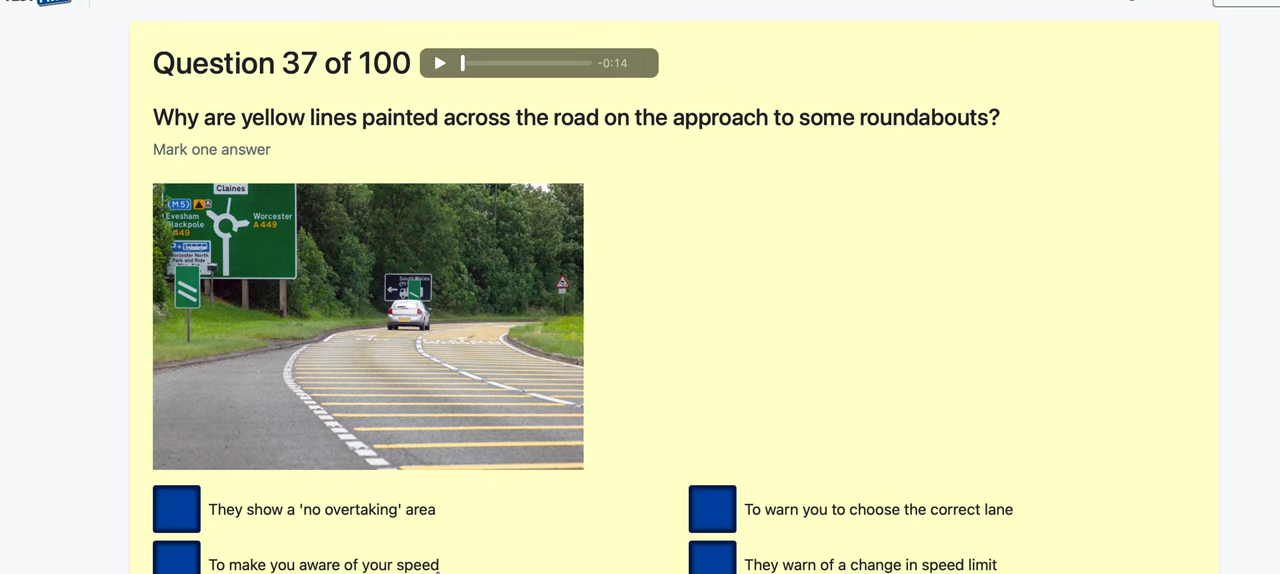 Question 37 of 100
-0:14
Why are yellow lines painted across the road on the approach to some roundabouts?
Mark one answer
Claines
(M5)
Evesham
Blackpole
A449
Worcester
A 449
P+
Worcester North
Park and Ride
South Wales
They show a 'no overtaking' area
To warn you to choose the correct lane
To make you aware of your speed
They warn of a change in speed limit